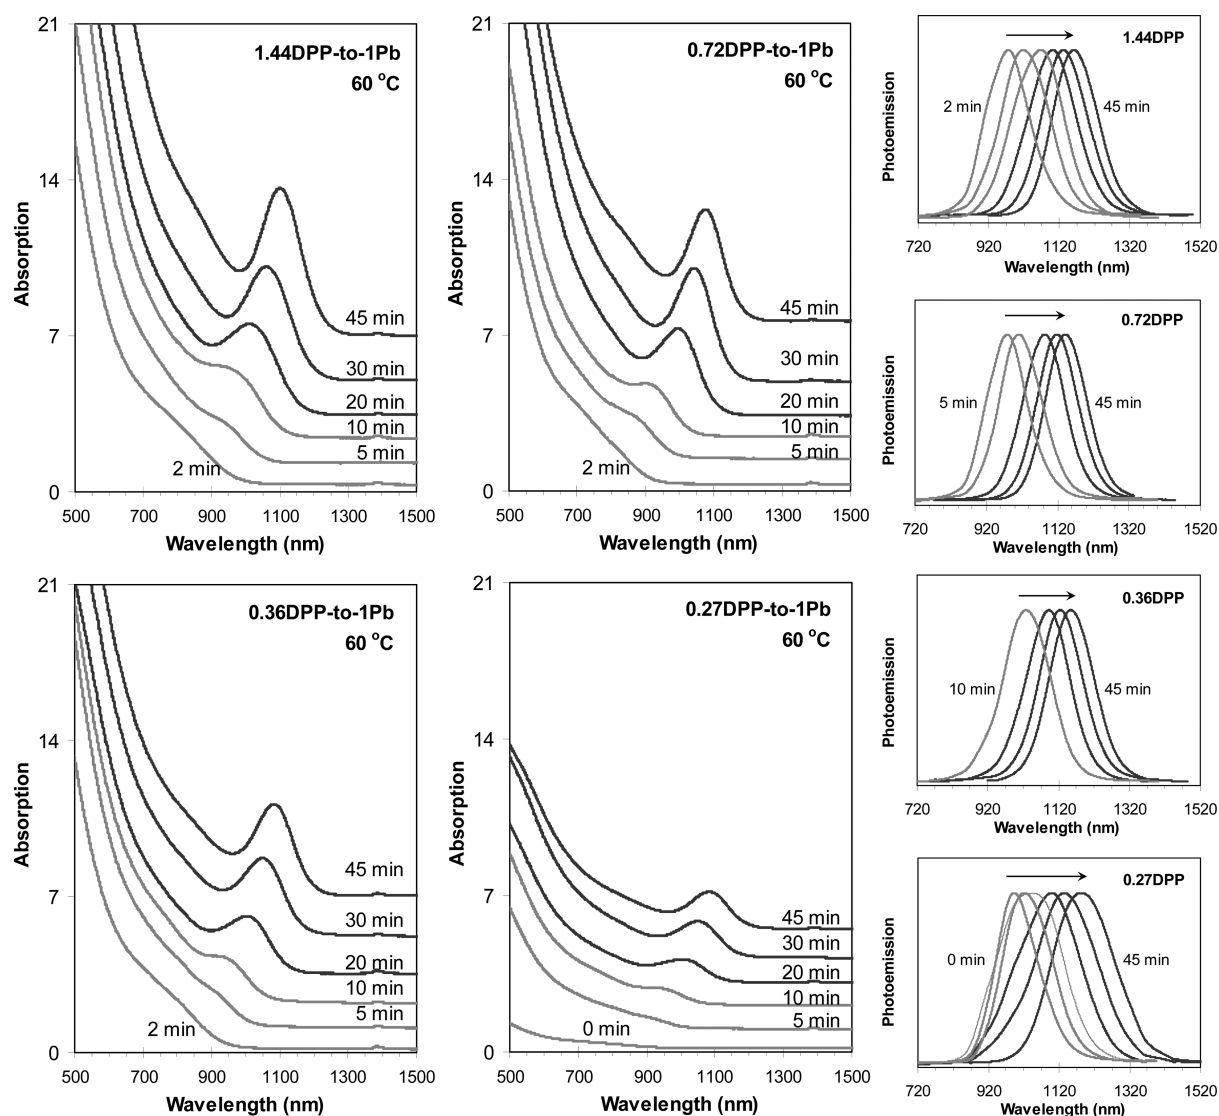 21
14
7
0
Absorption
1.44DPP-to-1Pb
60 °C
45 min
30 min
20 min
10 min
5 min
2 min
500 700 900 1100 1300 1500
Wavelength (nm)
21
14
7
0
Absorption
0.72DPP-to-1Pb
60 °C
45 min
30 min
20 min
10 min
5 min
2 min
500 700 900 1100 1300 1500
Wavelength (nm)
Photoemission
1.44DPP
2 min 45 min
720 920 1120 1320 1520
Wavelength (nm)
Photoemission
0.72DPP
5 min 45 min
720 920 1120 1320 1520
Wavelength (nm)
21
14
7
0
Absorption
0.36DPP-to-1Pb
60 °C
45 min
30 min
20 min
10 min
5 min
2 min
500 700 900 1100 1300 1500
Wavelength (nm)
21
14
7
0
Absorption
0.27DPP-to-1Pb
60 °C
45 min
30 min
20 min
10 min
5 min
0 min
500 700 900 1100 1300 1500
Wavelength (nm)
Photoemission
0.36DPP
10 min 45 min
720 920 1120 1320 1520
Wavelength (nm)
Photoemission
0.27DPP
0 min 45 min
720 920 1120 1320 1520
Wavelength (nm)